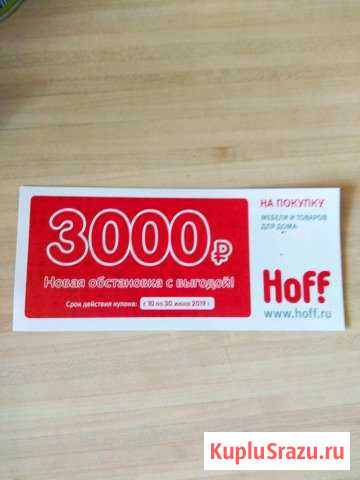 3000₽
Новая обстановка с выгодой!
Срок действия купона: с 10 по 30 июня 2019 г.
НА ПОКУПКУ
МЕБЕЛИ И ТОВАРОВ
ДЛЯ ДОМА
Hoff
www.hoff.ru
KupluSrazu.ru